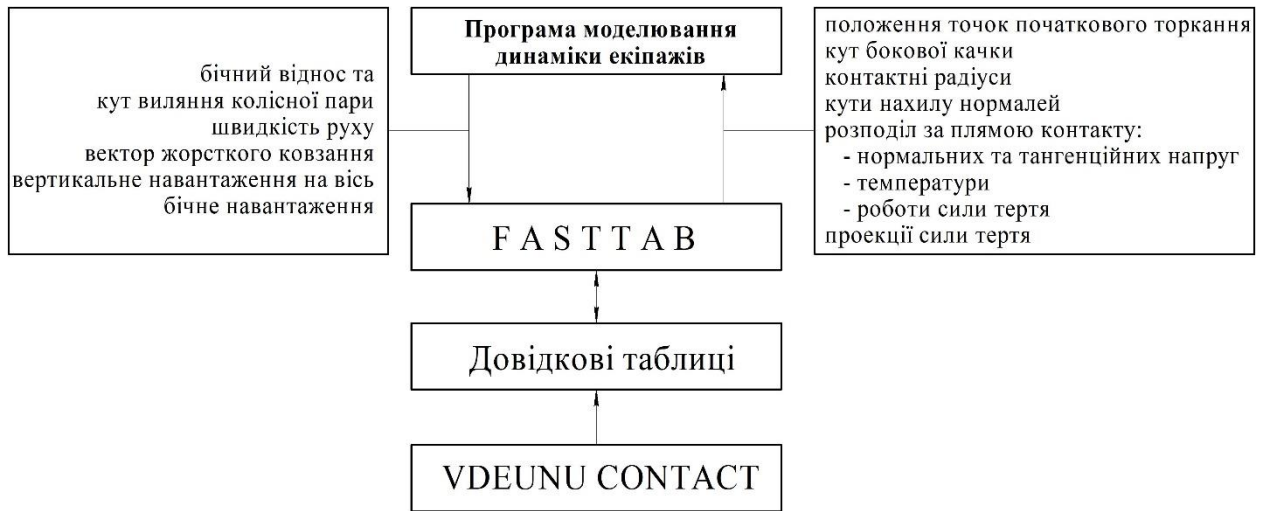 Програма моделювання
динаміки екіпажів
бічний віднос та
кут виляння колісної пари
швидкість руху
вектор жорсткого ковзання
вертикальне навантаження на вісь
бічне навантаження
положення точок початкового торкання
кут бокової качки
контактні радіуси
кути нахилу нормалей
розподіл за плямою контакту:
- нормальних та тангенційних напруг
- температури
- роботи сили тертя
проекції сили тертя
F A S T T A B
Довідкові таблиці
VDEUNU CONTACT